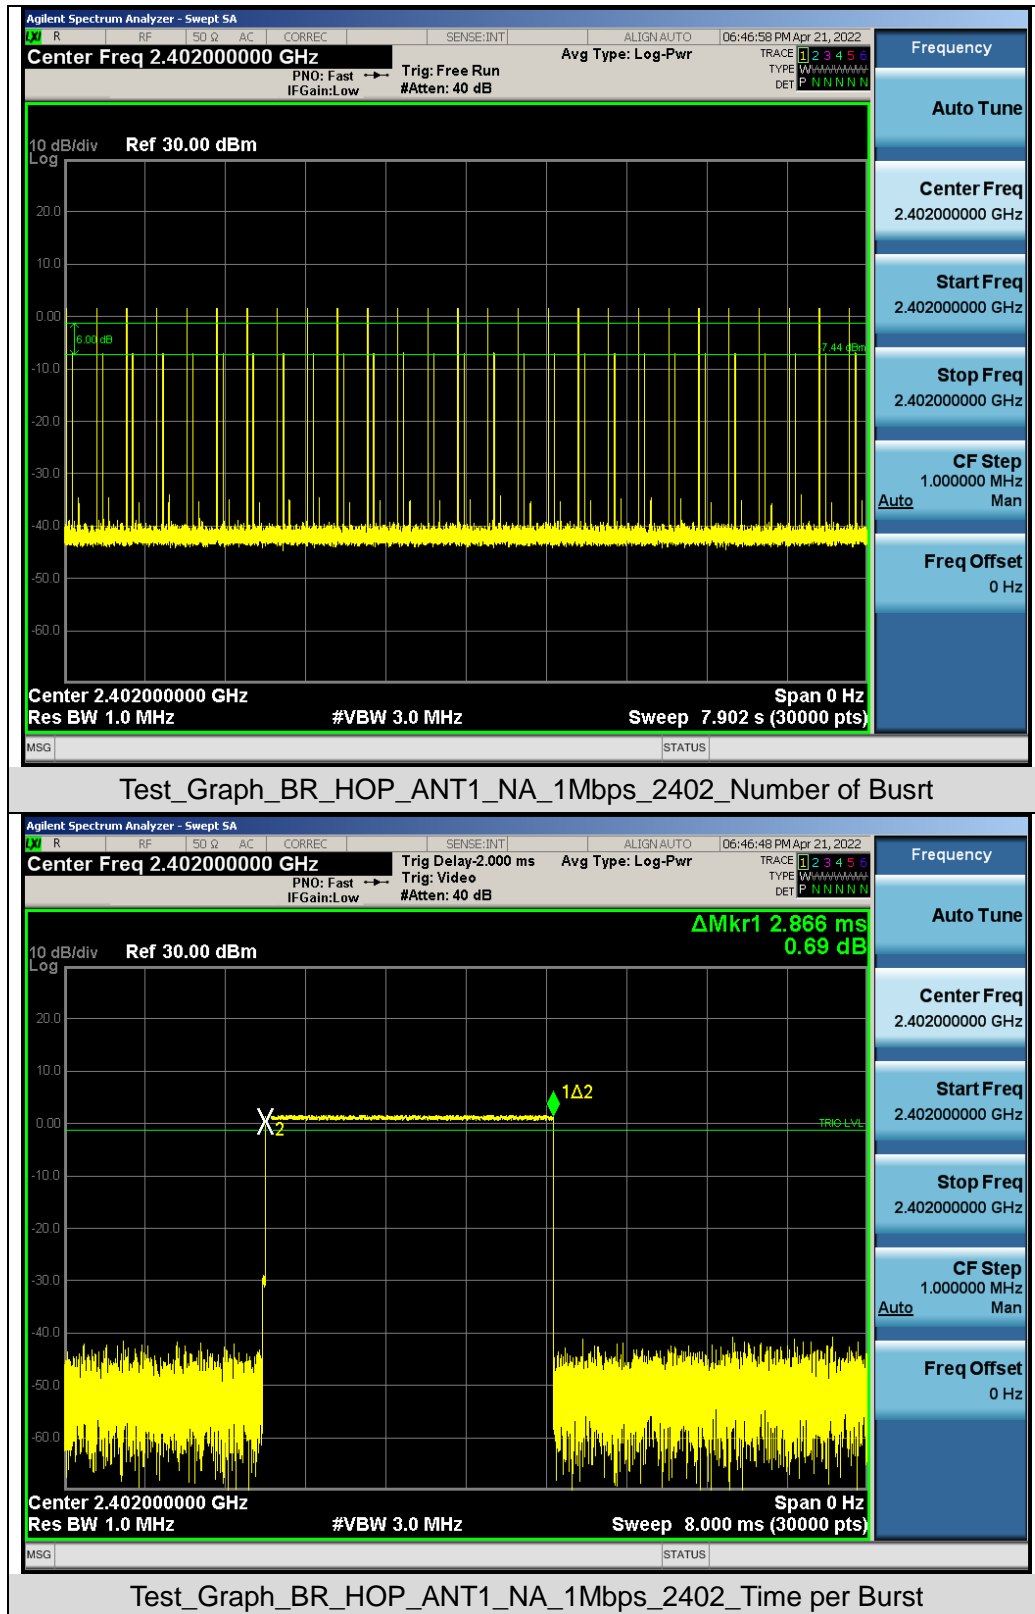 Agilent Spectrum Analyzer - Swept SA
LXI R RF 50 Ω AC CORREC SENSE:INT ALIGN AUTO 06:46:58 PM Apr 21, 2022
Center Freq 2.402000000 GHz
PNO: Fast
IFGain:Low
Trig: Free Run
#Atten: 40 dB
Avg Type: Log-Pwr
TRACE 1 2 3 4 5 6
TYPE
DET P N N N N N
10 dB/div
Log
Ref 30.00 dBm
20.0
10.0
0.00
-10.0
-20.0
-30.0
-40.0
-50.0
-60.0
6.00 dB
-7.44 dBm
Center 2.402000000 GHz Span 0 Hz
Res BW 1.0 MHz #VBW 3.0 MHz Sweep 7.902 s (30000 pts)
MSG STATUS
Frequency
Auto Tune
Center Freq
2.402000000 GHz
Start Freq
2.402000000 GHz
Stop Freq
2.402000000 GHz
CF Step
1.000000 MHz
Auto Man
Freq Offset
0 Hz
Test_Graph_BR_HOP_ANT1_NA_1Mbps_2402_Number of Busrt
Agilent Spectrum Analyzer - Swept SA
LXI R RF 50 Ω AC CORREC SENSE:INT ALIGN AUTO 06:46:48 PM Apr 21, 2022
Center Freq 2.402000000 GHz
PNO: Fast
IFGain:Low
Trig Delay-2.000 ms
Trig: Video
#Atten: 40 dB
Avg Type: Log-Pwr
TRACE 1 2 3 4 5 6
TYPE
DET P N N N N N
ΔMkr1 2.866 ms
0.69 dB
10 dB/div
Log
Ref 30.00 dBm
20.0
10.0
0.00
-10.0
-20.0
-30.0
-40.0
-50.0
-60.0
2
1Δ2
TRIG LVL
Center 2.402000000 GHz Span 0 Hz
Res BW 1.0 MHz #VBW 3.0 MHz Sweep 8.000 ms (30000 pts)
MSG STATUS
Frequency
Auto Tune
Center Freq
2.402000000 GHz
Start Freq
2.402000000 GHz
Stop Freq
2.402000000 GHz
CF Step
1.000000 MHz
Auto Man
Freq Offset
0 Hz
Test_Graph_BR_HOP_ANT1_NA_1Mbps_2402_Time per Burst